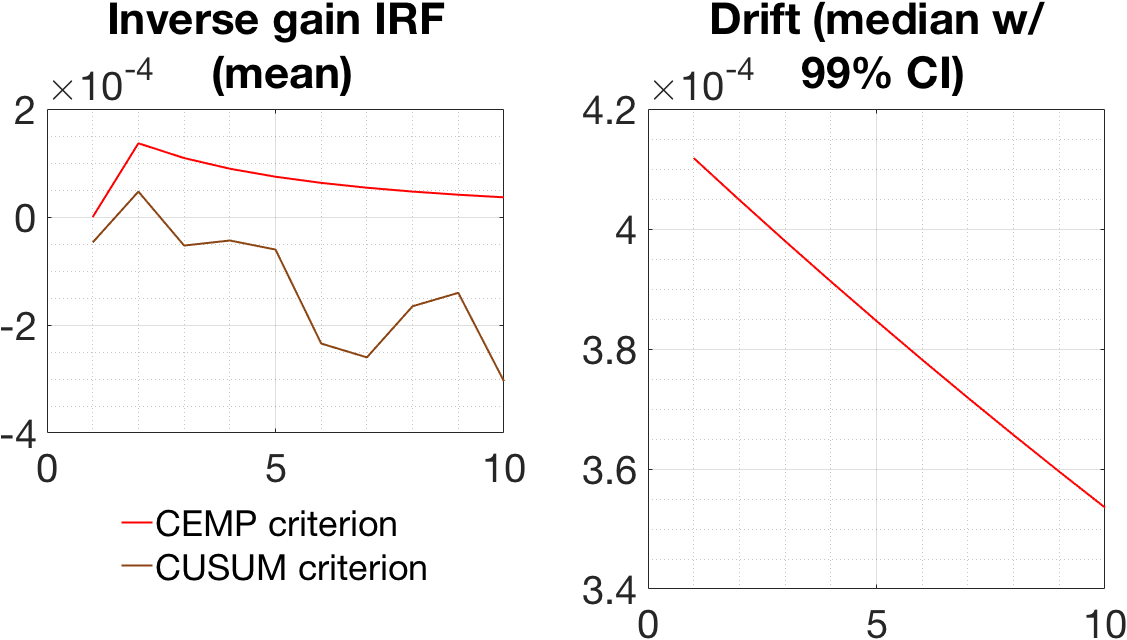 Inverse gain IRF
(mean)
×10-4
2
0
-2
-4
0
5
10
CEMP criterion
CUSUM criterion
Drift (median w/
99% CI)
×10-4
4.2
4
3.8
3.6
3.4
0
5
10